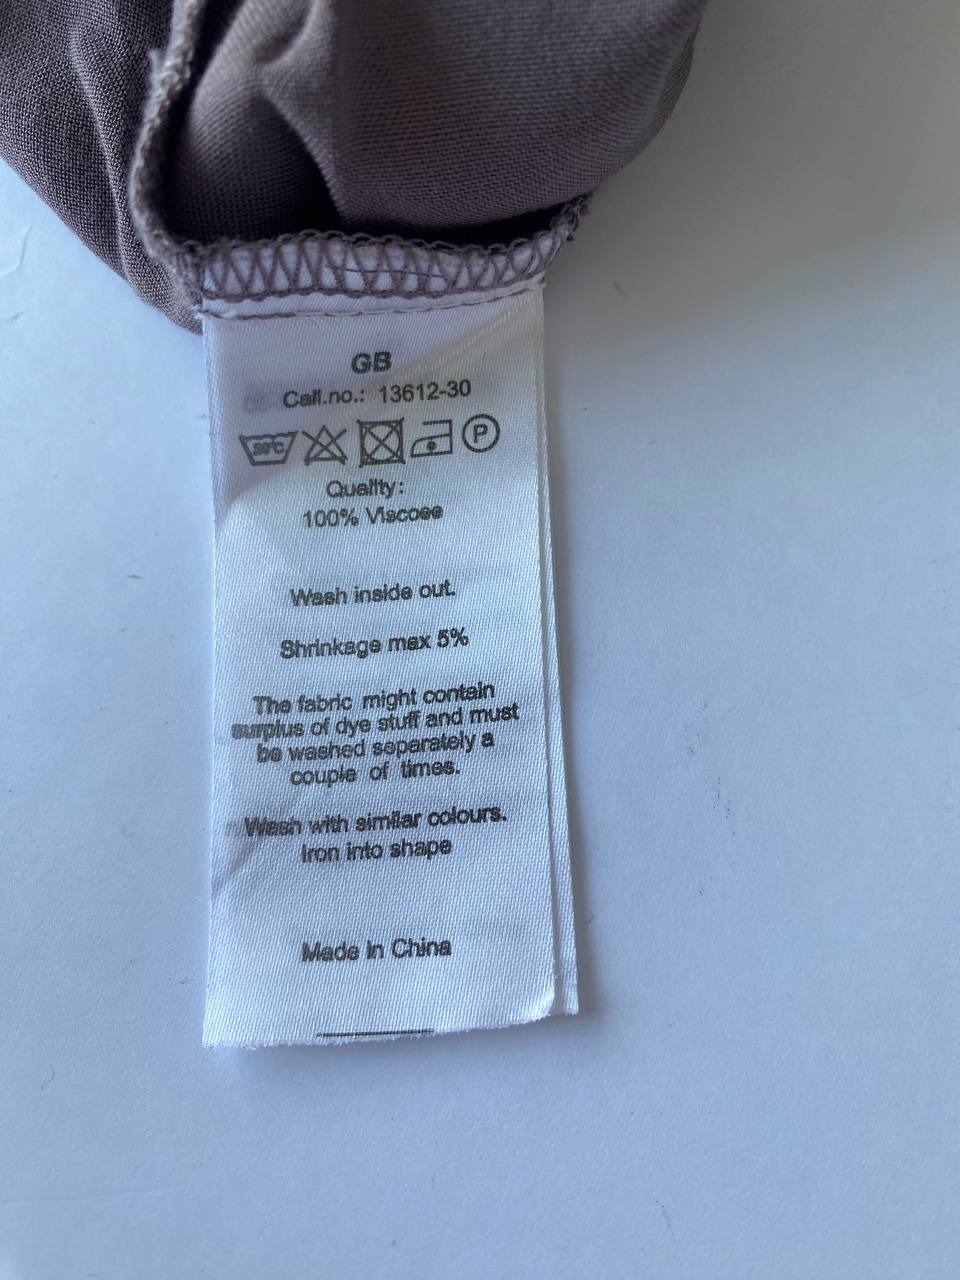 GB
Call.no.: 13612-30
P
Quality:
100% Viscose
Wash inside out.
Shrinkage max 5%
The fabric might contain
surplus of dye stuff and must
be washed separately a
couple of times.
Wash with similar colours.
Iron into shape
Made in China